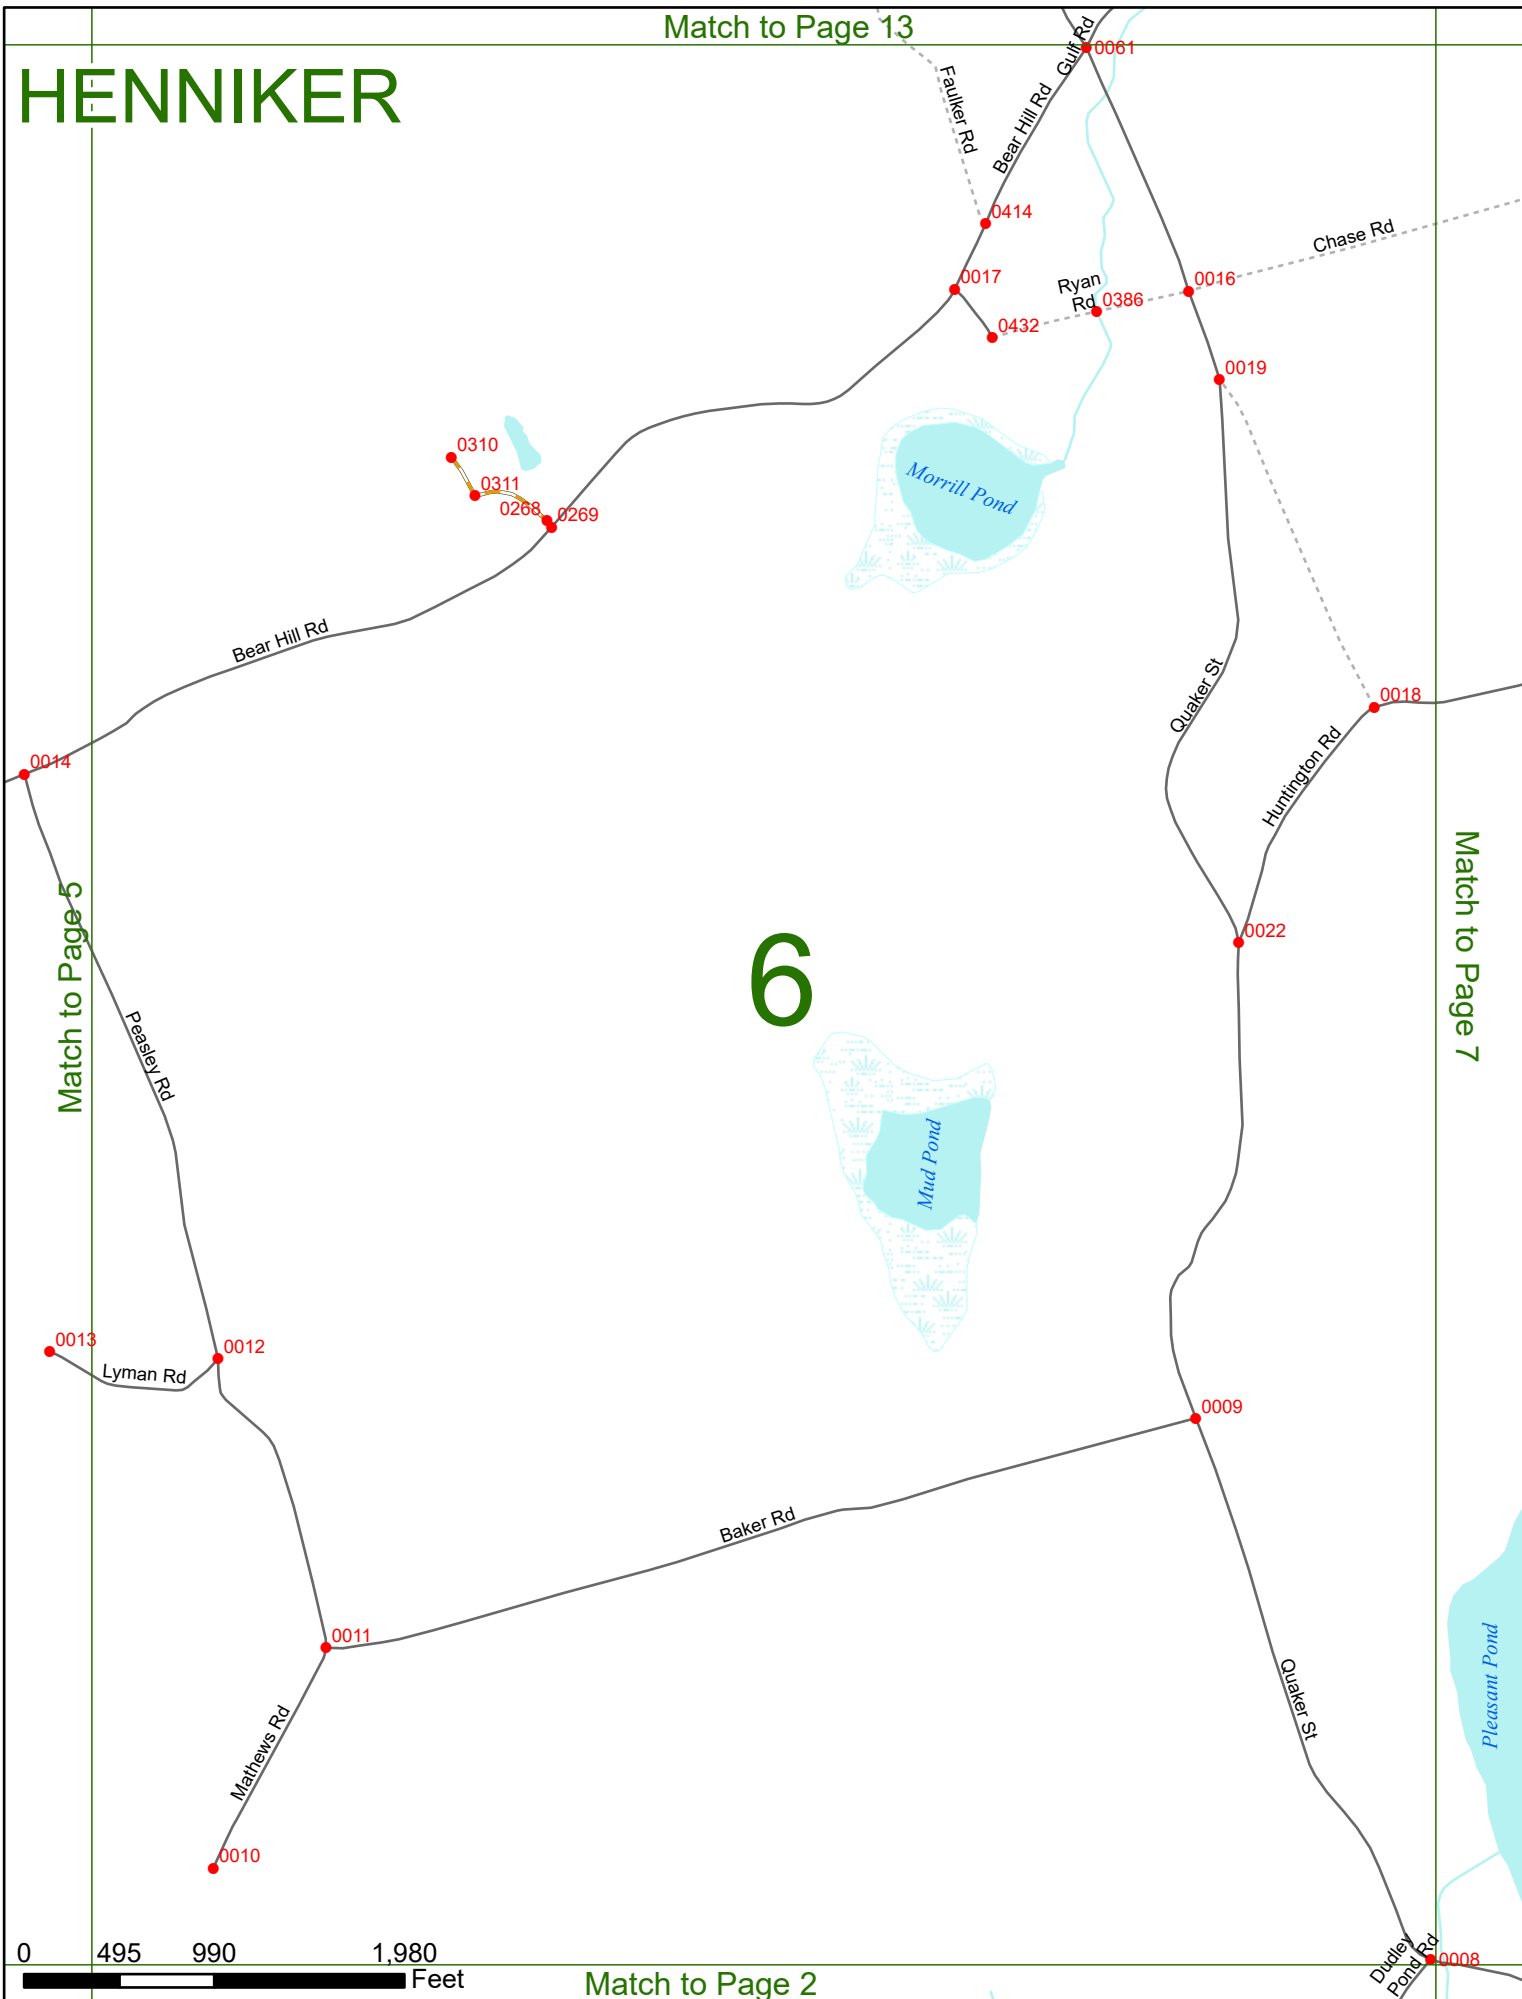 Match to Page 13
HENNIKER
Gulf Rd
0061
Faulker Rd
Bear Hill Rd
0414
Chase Rd
0017
Ryan
Rd
0386
0016
0432
0019
0310
0311
0268
0269
Morrill Pond
Bear Hill Rd
Quaker St
0018
Huntington Rd
0014
Match to Page 5
Match to Page 7
0022
6
Peasley Rd
Mud Pond
0013
0012
Lyman Rd
0009
Baker Rd
0011
Quaker St
Pleasant Pond
Mathews Rd
0010
0 495 990 1,980
Feet
Match to Page 2
Dudley
Pond Rd
0008